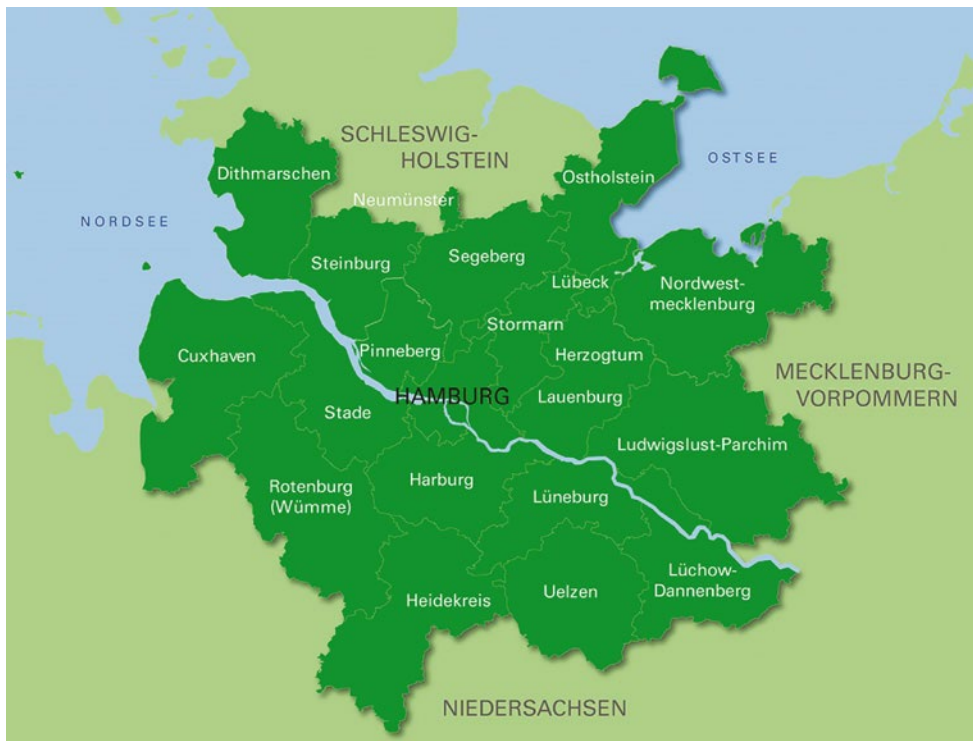 SCHLESWIG-
HOLSTEIN
OSTSEE
Dithmarschen
Ostholstein
Neumünster
NORDSEE
Segeberg
Steinburg
Lübeck
Nordwest-
mecklenburg
Stormarn
Pinneberg
Cuxhaven
Herzogtum
Lauenburg
MECKLENBURG-
VORPOMMERN
HAMBURG
Stade
Ludwigslust-Parchim
Harburg
Rotenburg
(Wümme)
Lüneburg
Lüchow-
Dannenberg
Uelzen
Heidekreis
NIEDERSACHSEN